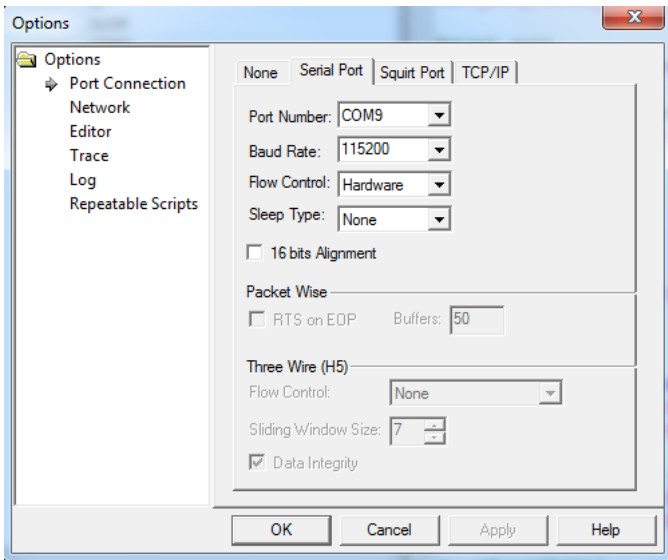 Options
Options
Port Connection
Network
Editor
Trace
Log
Repeatable Scripts
None Serial Port Squirt Port TCP/IP
Port Number: COM9
Baud Rate: 115200
Flow Control: Hardware
Sleep Type: None
16 bits Alignment
Packet Wise
RTS on EOP Buffers: 50
Three Wire (H5)
Flow Control: None
Sliding Window Size: 7
Data Integrity
OK Cancel Apply Help